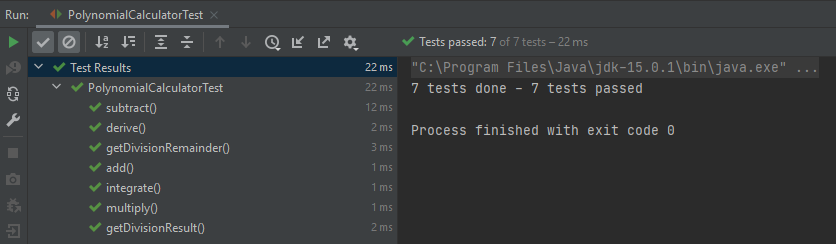 Run: PolynomialCalculatorTest
Tests passed: 7 of 7 tests – 22 ms
Test Results 22 ms
PolynomialCalculatorTest 22 ms
subtract() 12 ms
derive() 2 ms
getDivisionRemainder() 3 ms
add() 1 ms
integrate() 1 ms
multiply() 1 ms
getDivisionResult() 2 ms
"C:\Program Files\Java\jdk-15.0.1\bin\java.exe" ...
7 tests done - 7 tests passed
Process finished with exit code 0